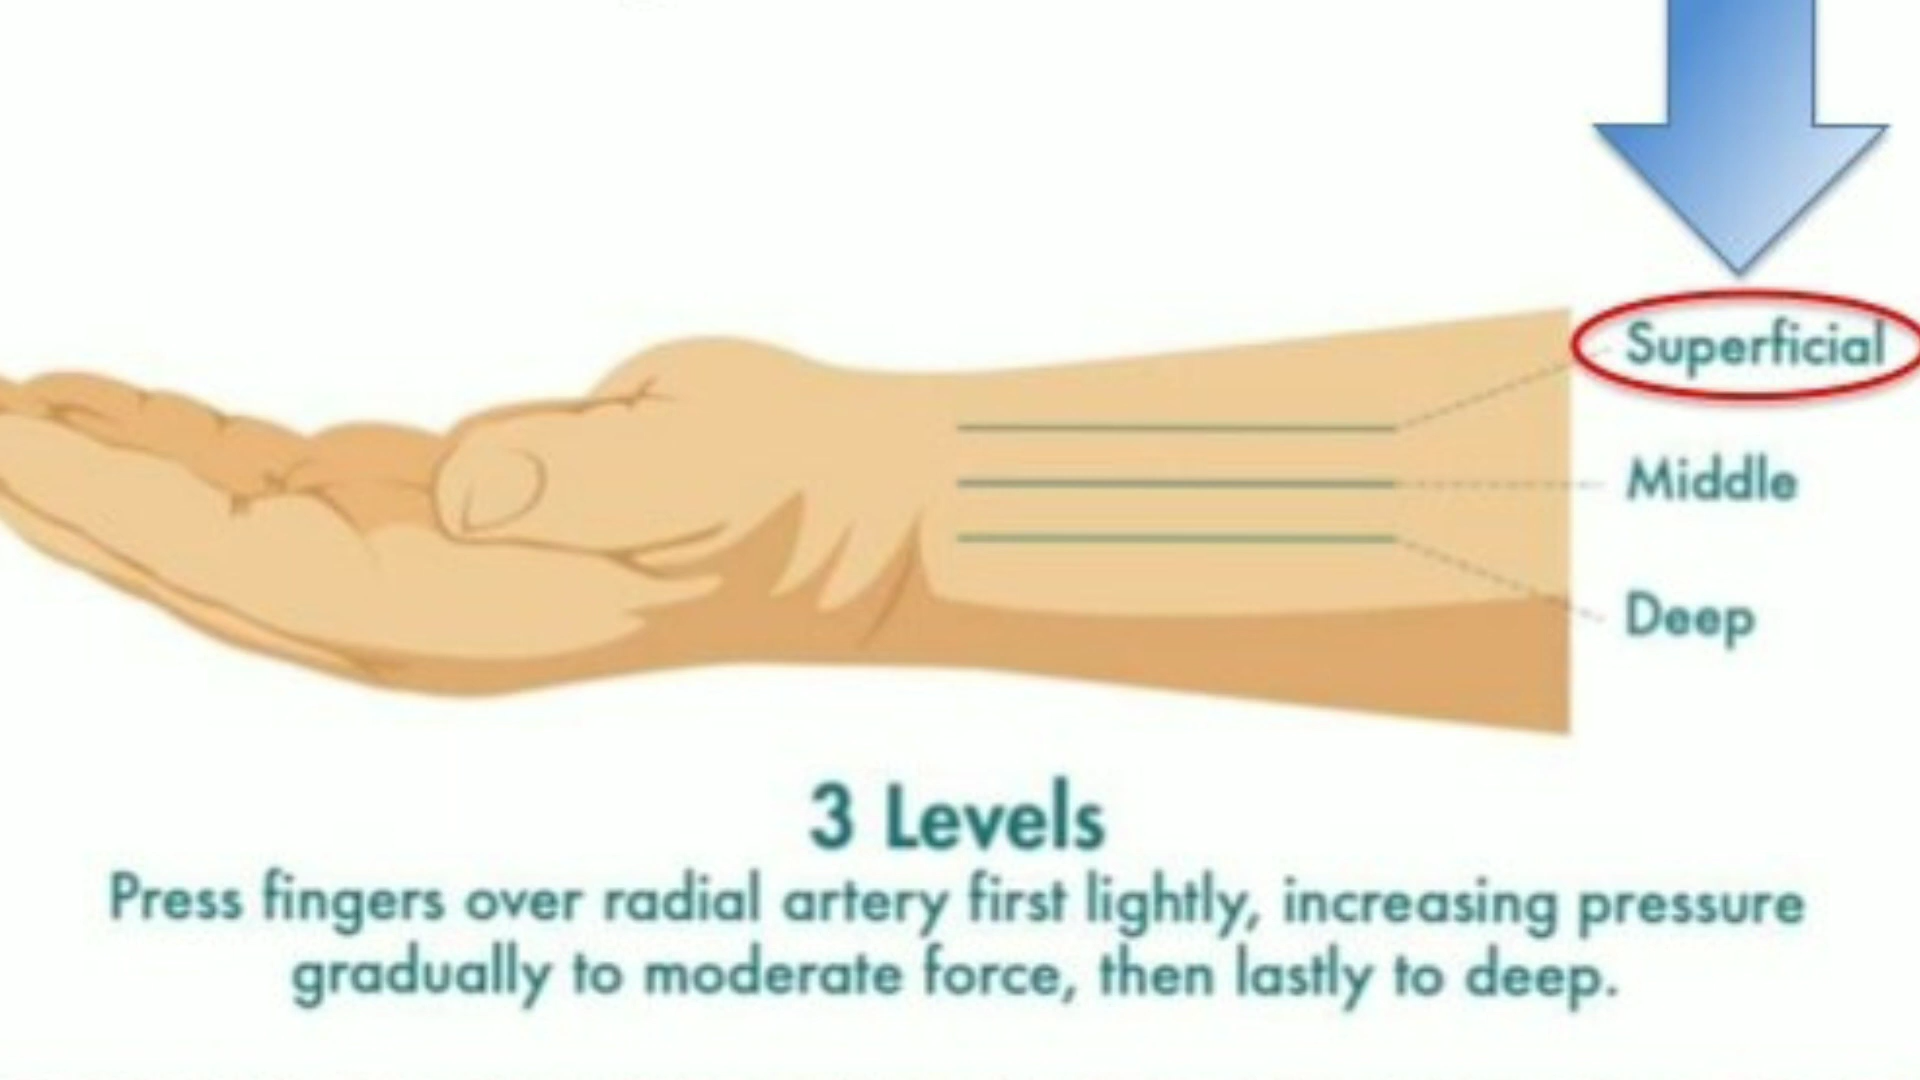 Superficial
Middle
Deep
3 Levels
Press fingers over radial artery first lightly, increasing pressure
gradually to moderate force, then lastly to deep.